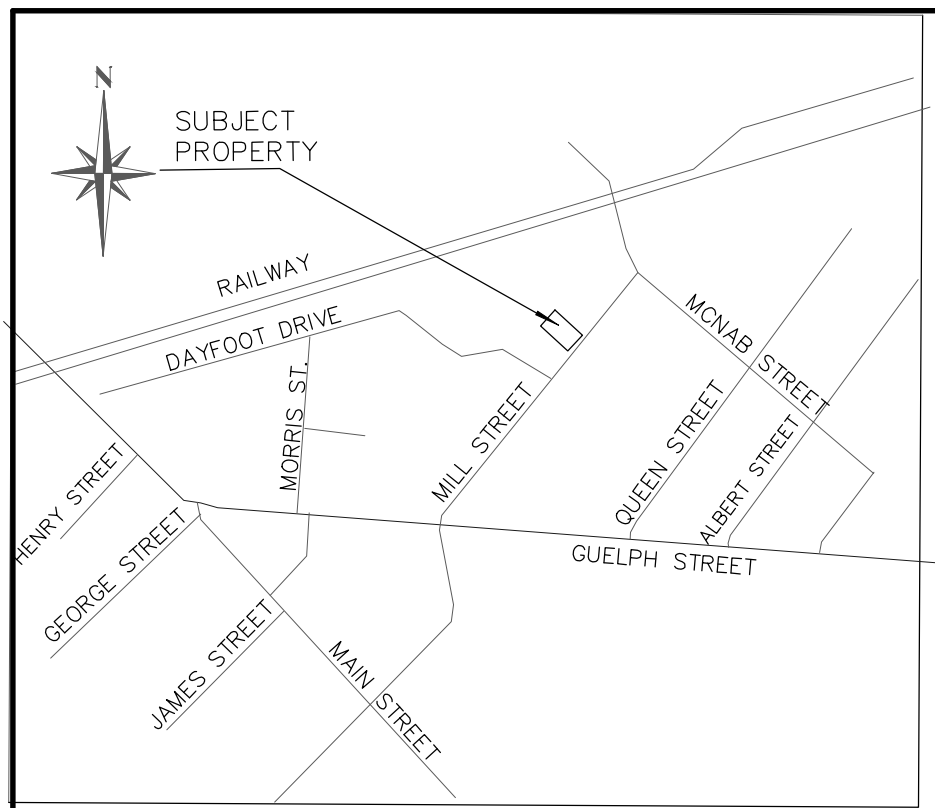 N
SUBJECT
PROPERTY
RAILWAY
DAYFOOT DRIVE
MCNAB STREET
MORRIS ST.
MILL STREET
QUEEN STREET
ALBERT STREET
HENRY STREET
GEORGE STREET
GUELPH STREET
JAMES STREET
MAIN STREET